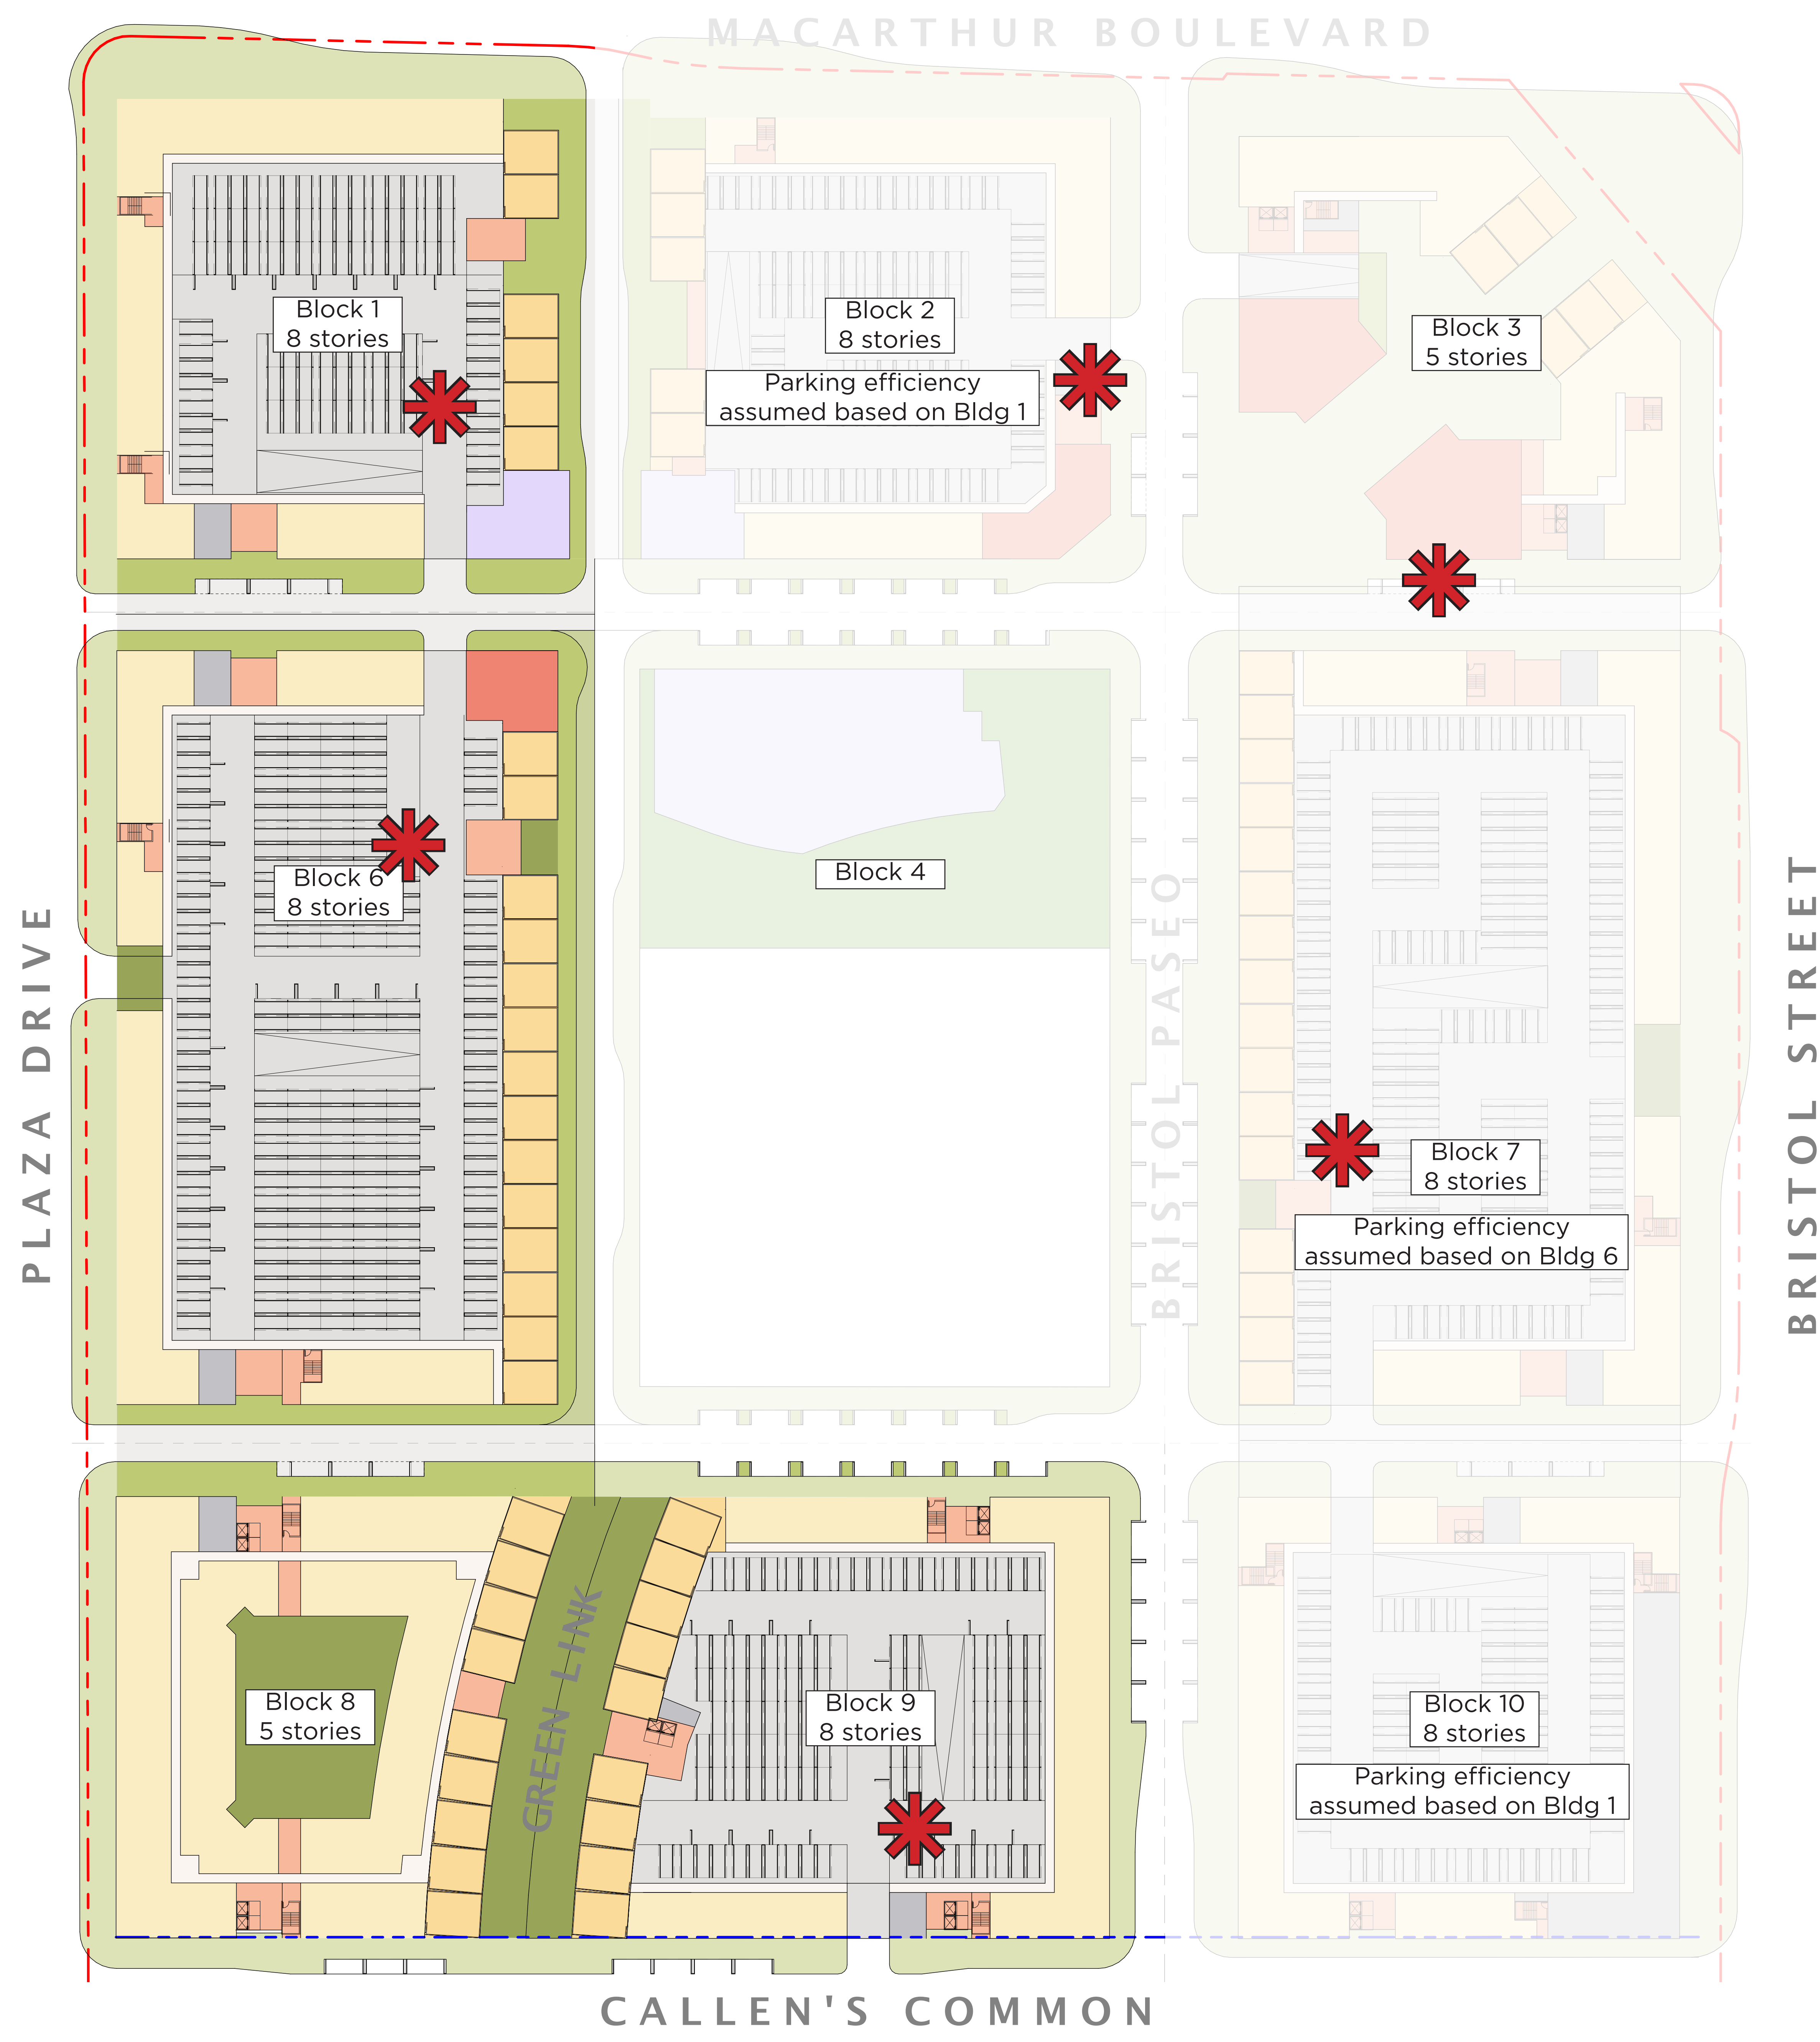 MACARTHUR BOULEVARD
Block 1
8 stories
Block 2
8 stories
Parking efficiency
assumed based on Bldg 1
Block 3
5 stories
PLAZA DRIVE
Block 6
8 stories
Block 4
BRISTOL PASEO
Block 7
8 stories
Parking efficiency
assumed based on Bldg 6
BRISTOL STREET
Block 8
5 stories
GREEN LINK
Block 9
8 stories
Block 10
8 stories
Parking efficiency
assumed based on Bldg 1
CALLEN'S COMMON